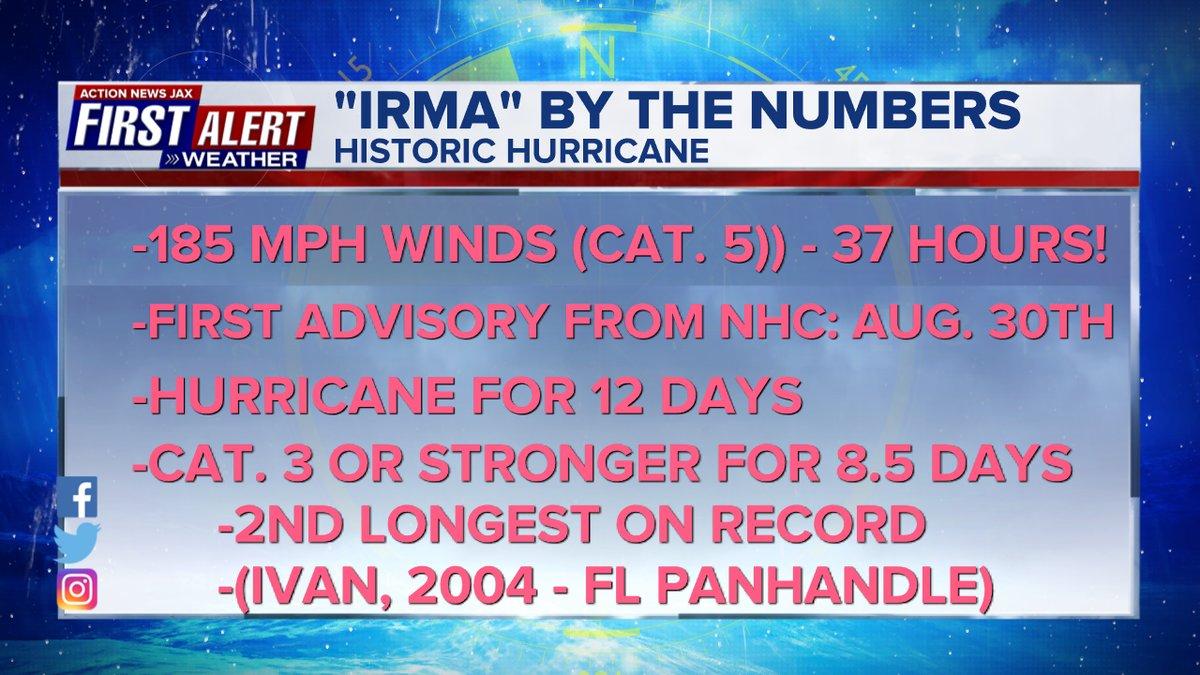 ACTION NEWS JAX
FIRST ALERT
»WEATHER
"IRMA" BY THE NUMBERS
HISTORIC HURRICANE
-185 MPH WINDS (CAT. 5)) - 37 HOURS!
-FIRST ADVISORY FROM NHC: AUG. 30TH
-HURRICANE FOR 12 DAYS
-CAT. 3 OR STRONGER FOR 8.5 DAYS
-2ND LONGEST ON RECORD
-(IVAN, 2004 - FL PANHANDLE)
N
15
45